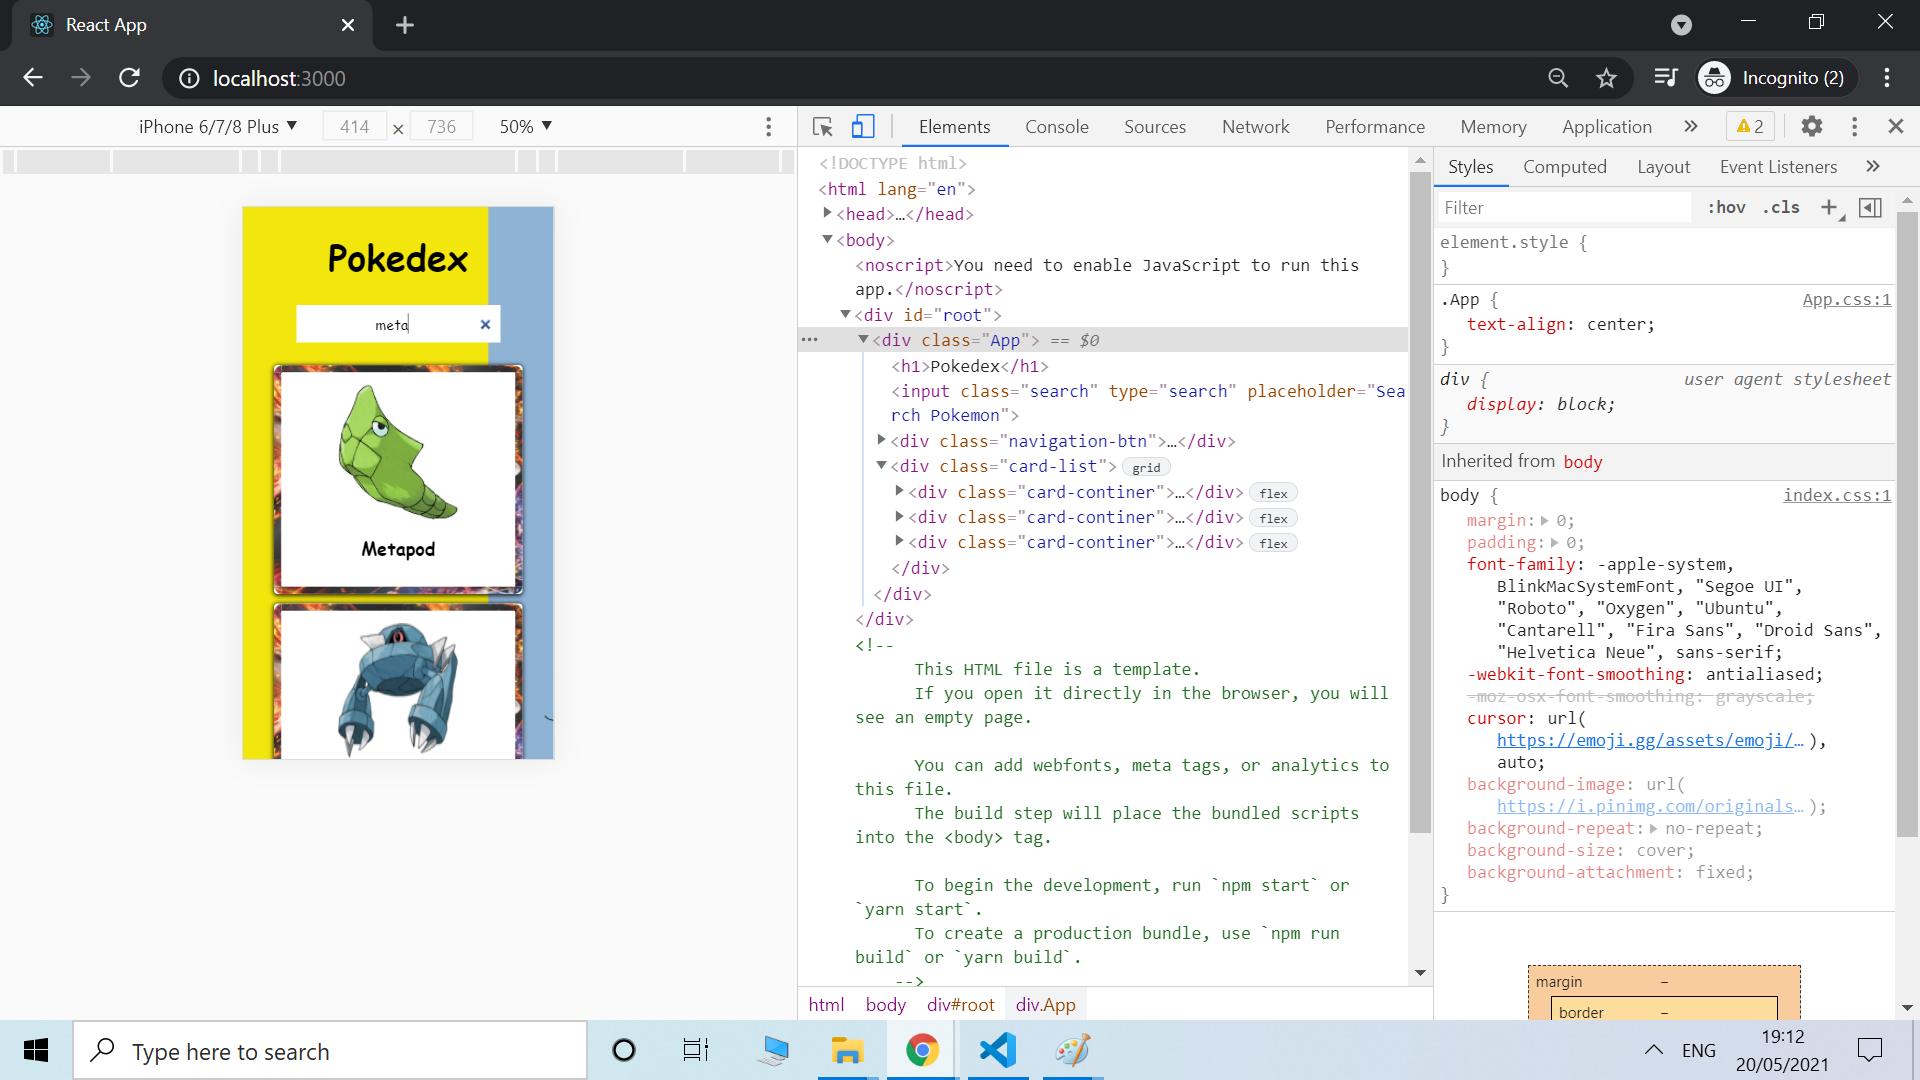 React App
localhost:3000
Incognito (2)
iPhone 6/7/8 Plus ▼ 414 × 736 50% ▼
Elements Console Sources Network Performance Memory Application » 2
Pokedex
meta
Metapod
<!DOCTYPE html>
<html lang="en">
<head>…</head>
<body>
<noscript>You need to enable JavaScript to run this
app.</noscript>
<div id="root">
<div class="App"> == $0
<h1>Pokedex</h1>
<input class="search" type="search" placeholder="Sea
rch Pokemon">
<div class="navigation-btn">…</div>
<div class="card-list"> grid
<div class="card-continer">…</div> flex
<div class="card-continer">…</div> flex
<div class="card-continer">…</div> flex
</div>
</div>
</div>
<!--
This HTML file is a template.
If you open it directly in the browser, you will
see an empty page.
You can add webfonts, meta tags, or analytics to
this file.
The build step will place the bundled scripts
into the <body> tag.
To begin the development, run `npm start` or
`yarn start`.
To create a production bundle, use `npm run
build` or `yarn build`.
-->
html body div#root div.App
Styles Computed Layout Event Listeners »
Filter :hov .cls +
element.style {
}
.App { App.css:1
text-align: center;
}
div { user agent stylesheet
display: block;
}
Inherited from body
body { index.css:1
margin: 0;
padding: 0;
font-family: -apple-system,
BlinkMacSystemFont, "Segoe UI",
"Roboto", "Oxygen", "Ubuntu",
"Cantarell", "Fira Sans", "Droid Sans",
"Helvetica Neue", sans-serif;
-webkit-font-smoothing: antialiased;
-moz-osx-font-smoothing: grayscale;
cursor: url(
https://emoji.gg/assets/emoji/…),
auto;
background-image: url(
https://i.pinimg.com/originals…);
background-repeat: no-repeat;
background-size: cover;
background-attachment: fixed;
}
margin –
border –
Type here to search
ENG
19:12
20/05/2021